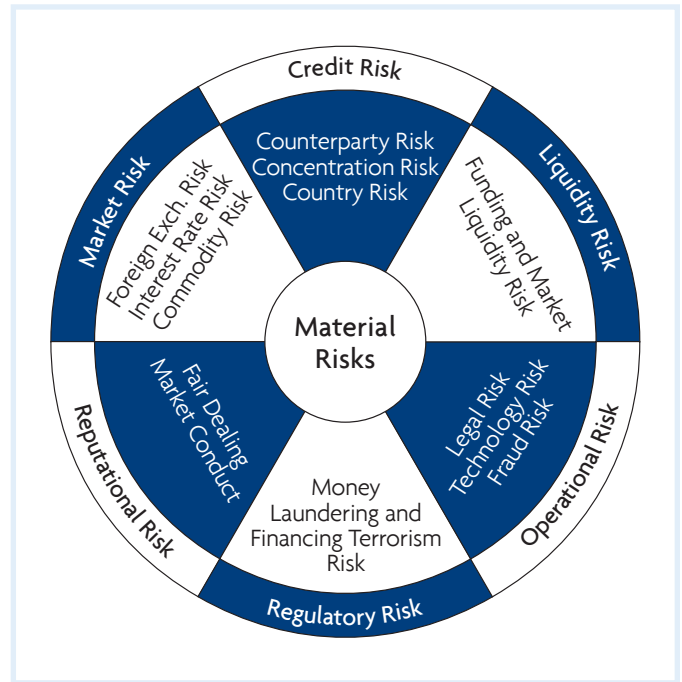 Credit Risk
Counterparty Risk
Concentration Risk
Country Risk
Liquidity Risk
Funding and Market
Liquidity Risk
Operational Risk
Legal Risk
Technology Risk
Fraud Risk
Regulatory Risk
Money
Laundering and
Financing Terrorism
Risk
Reputational Risk
Fair Dealing
Market Conduct
Market Risk
Foreign Exch. Risk
Interest Rate Risk
Commodity Risk
Material
Risks